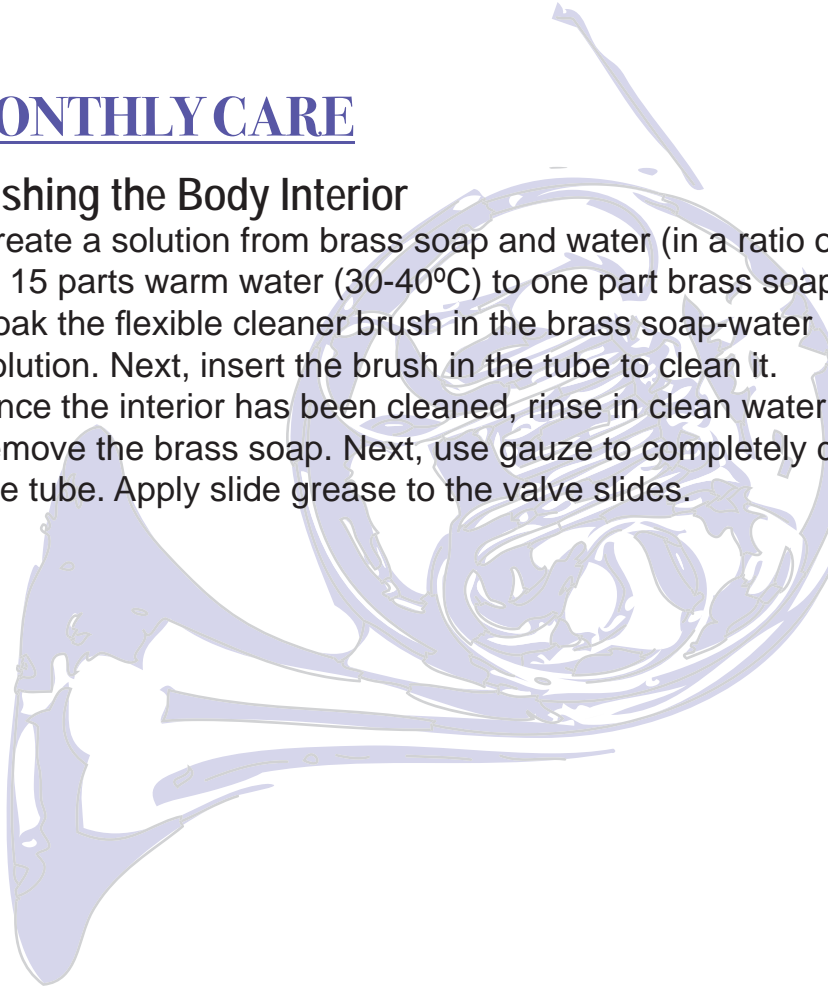 ONTHLY CARE
shing the Body Interior
reate a solution from brass soap and water (in a ratio o
15 parts warm water (30-40ºC) to one part brass soap
oak the flexible cleaner brush in the brass soap-water
olution. Next, insert the brush in the tube to clean it.
nce the interior has been cleaned, rinse in clean water
emove the brass soap. Next, use gauze to completely
e tube. Apply slide grease to the valve slides.